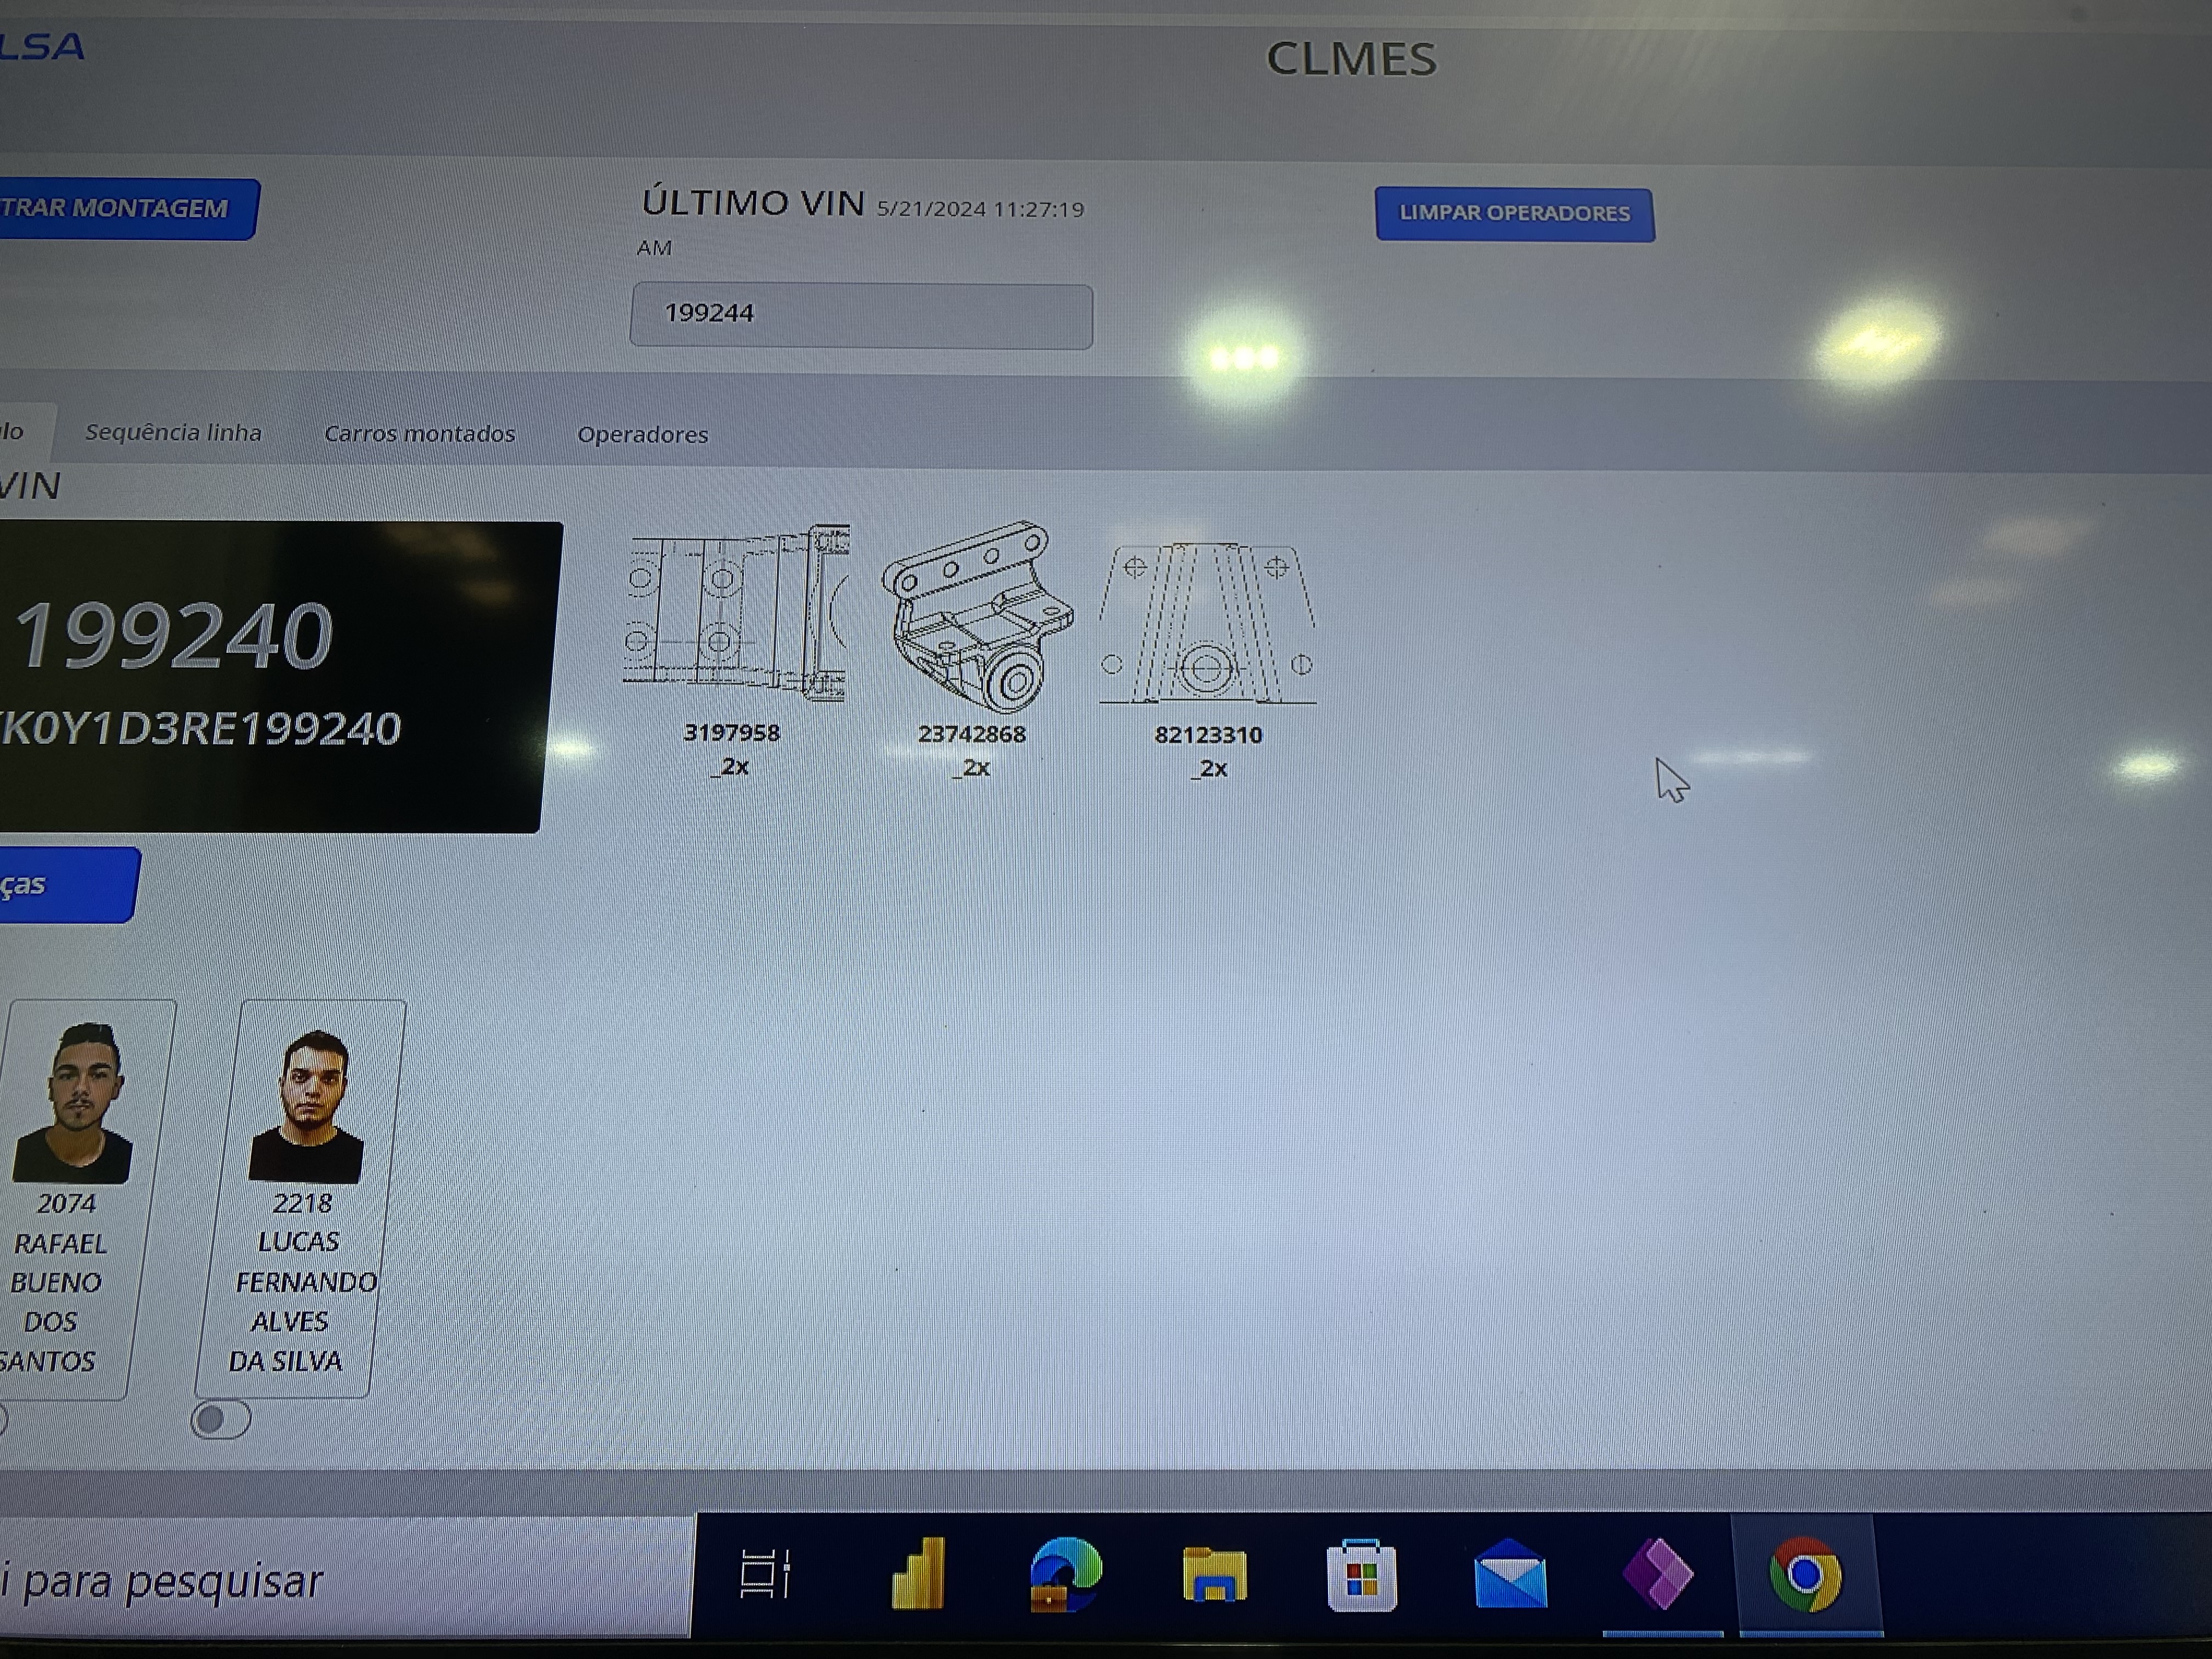 LSA
CLMES
TRAR MONTAGEM
ÚLTIMO VIN 5/21/2024 11:27:19
AM
LIMPAR OPERADORES
199244
lo
Sequência linha
Carros montados
Operadores
VIN
199240
K0Y1D3RE199240
3197958
_2x
23742868
_2x
82123310
_2x
ças
2074
RAFAEL
BUENO
DOS
SANTOS
2218
LUCAS
FERNANDO
ALVES
DA SILVA
i para pesquisar